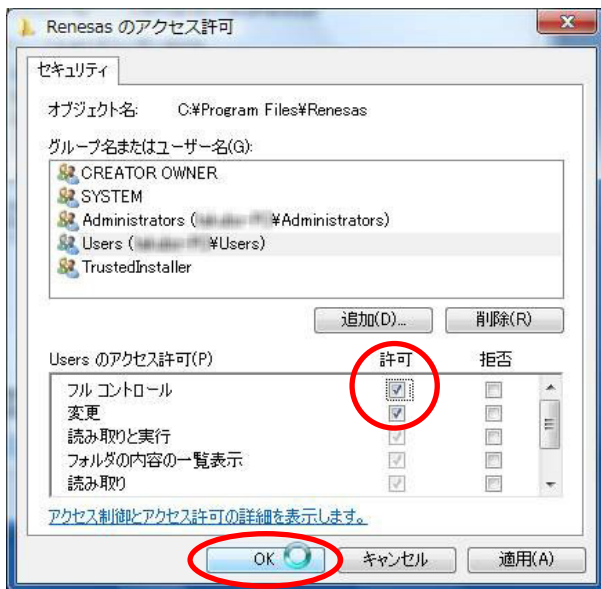 Renesas のアクセス許可
セキュリティ
オブジェクト名: C:¥Program Files¥Renesas
グループ名またはユーザー名(G):
CREATOR OWNER
SYSTEM
Administrators ( ¥Administrators)
Users ( ¥Users)
TrustedInstaller
追加(D)... 削除(R)
Users のアクセス許可(P) 許可 拒否
フル コントロール
変更
読み取りと実行
フォルダの内容の一覧表示
読み取り
アクセス制御とアクセス許可の詳細を表示します。
OK キャンセル 適用(A)